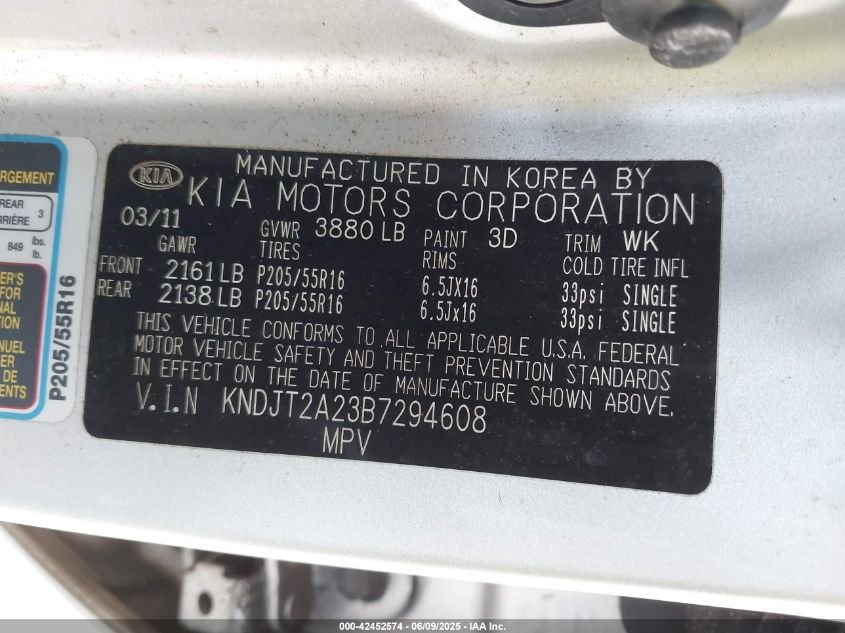 KIA
MANUFACTURED IN KOREA BY
KIA MOTORS CORPORATION
03/11 GVWR 3880 LB PAINT 3D TRIM WK
GAWR TIRES RIMS COLD TIRE INFL
FRONT 2161 LB P205/55R16 6.5JX16 33psi SINGLE
REAR 2138 LB P205/55R16 6.5Jx16 33psi SINGLE
THIS VEHICLE CONFORMS TO ALL APPLICABLE U.S.A. FEDERAL
MOTOR VEHICLE SAFETY AND THEFT PREVENTION STANDARDS
IN EFFECT ON THE DATE OF MANUFACTURE SHOWN ABOVE.
V.I.N KNDJT2A23B7294608
MPV
REAR
3
849 lbs.
P205/55R16
000-42452574 - 06/09/2025 - IAA Inc.